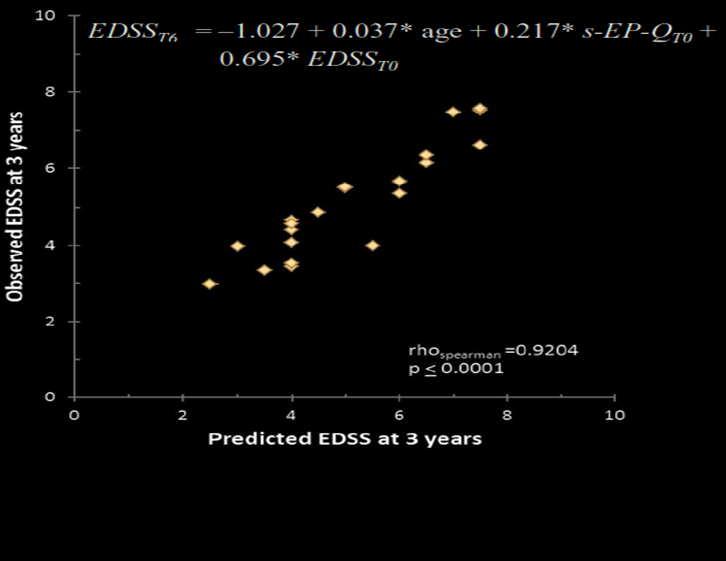 EDSS_T6 = –1.027 + 0.037* age + 0.217* s-EP-Q_T0 +
0.695* EDSS_T0
10
8
6
4
2
0
Observed EDSS at 3 years
rho_spearman =0.9204
p ≤ 0.0001
0 2 4 6 8 10
Predicted EDSS at 3 years